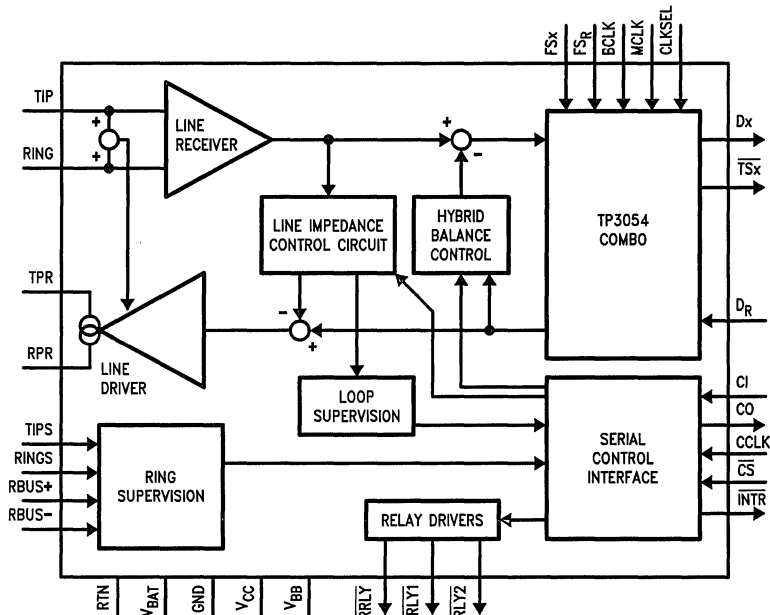 FSx
FSR
BCLK
MCLK
CLKSEL
TIP
+
+
RING
LINE
RECEIVER
+
-
Dx
TSx
TP3054
COMBO
LINE IMPEDANCE
CONTROL CIRCUIT
HYBRID
BALANCE
CONTROL
TPR
RPR
LINE
DRIVER
-
+
DR
LOOP
SUPERVISION
SERIAL
CONTROL
INTERFACE
CI
CO
CCLK
CS
INTR
TIPS
RINGS
RBUS+
RBUS-
RING
SUPERVISION
RELAY DRIVERS
RTN
VBAT
GND
VCC
VBB
RRLY
RLY1
RLY2